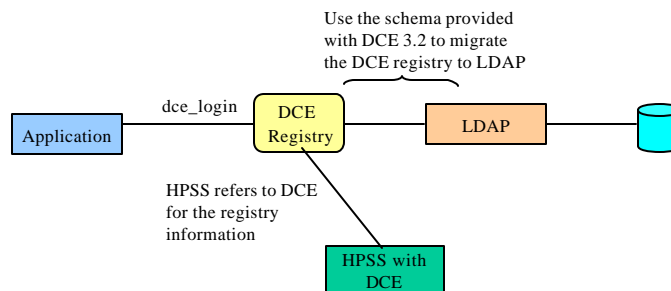 Use the schema provided
with DCE 3.2 to migrate
the DCE registry to LDAP
dce_login
Application
DCE
Registry
LDAP
HPSS refers to DCE
for the registry
information
HPSS with
DCE